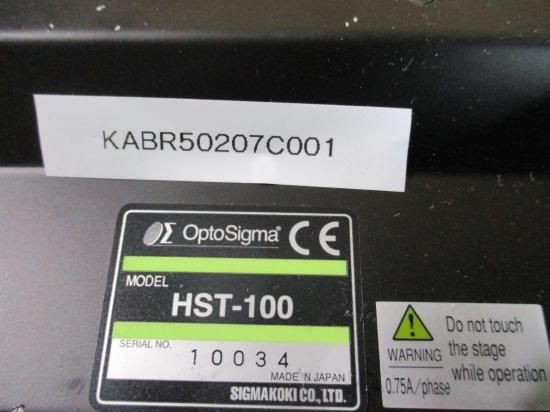 KABR50207C001
OptoSigma® CE
MODEL
HST-100
SERIAL NO.
10034
MADE IN JAPAN
SIGMAKOKI CO., LTD.
WARNING
0.75A/phase
Do not touch
the stage
while operation